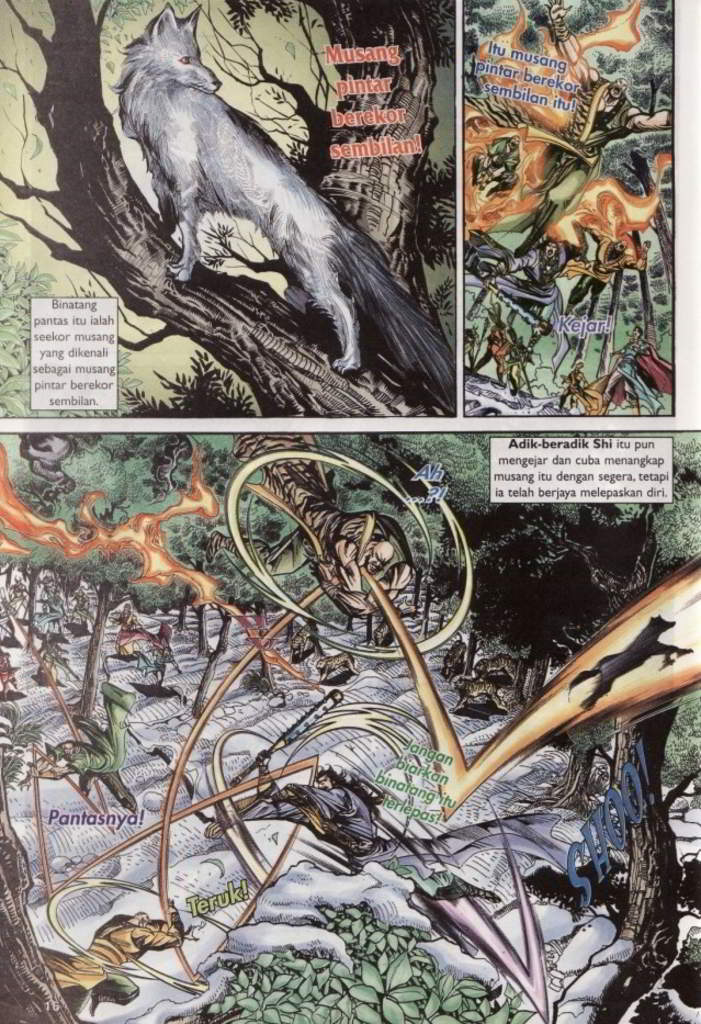 Musang
pintar
berekor
sembilan!
Binatang
pantas itu ialah
seekor musang
yang dikenali
sebagai musang
pintar berekor
sembilan.
Itu musang
pintar berekor
sembilan itu!
Kejar!
Adik-beradik Shi itu pun
mengejar dan cuba menangkap
musang itu dengan segera, tetapi
ia telah berjaya melepaskan diri.
Ah
....?!
Jangan
biarkan
binatang itu
terlepas!
Pantasnya!
SWOO!
Teruk!
16